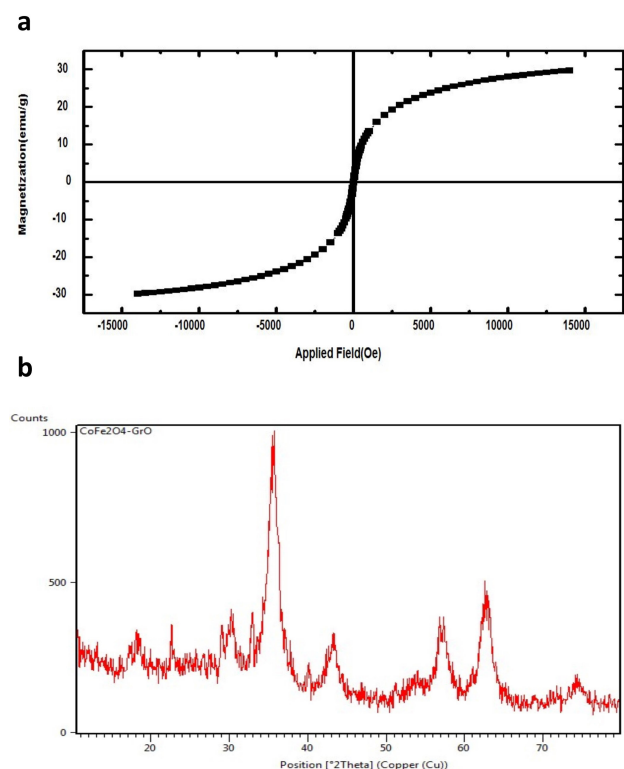 a
30
20
10
0
-10
-20
-30
Magnetization(emu/g)
-15000 -10000 -5000 0 5000 10000 15000
Applied Field(Oe)
b
Counts
CoFe2O4-GrO
1000
500
0
20 30 40 50 60 70
Position [°2Theta] (Copper (Cu))